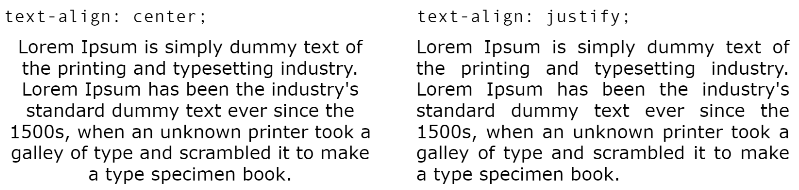 text-align: center;
Lorem Ipsum is simply dummy text of
the printing and typesetting industry.
Lorem Ipsum has been the industry's
standard dummy text ever since the
1500s, when an unknown printer took a
galley of type and scrambled it to make
a type specimen book.
text-align: justify;
Lorem Ipsum is simply dummy text of
the printing and typesetting industry.
Lorem Ipsum has been the industry's
standard dummy text ever since the
1500s, when an unknown printer took a
galley of type and scrambled it to make
a type specimen book.